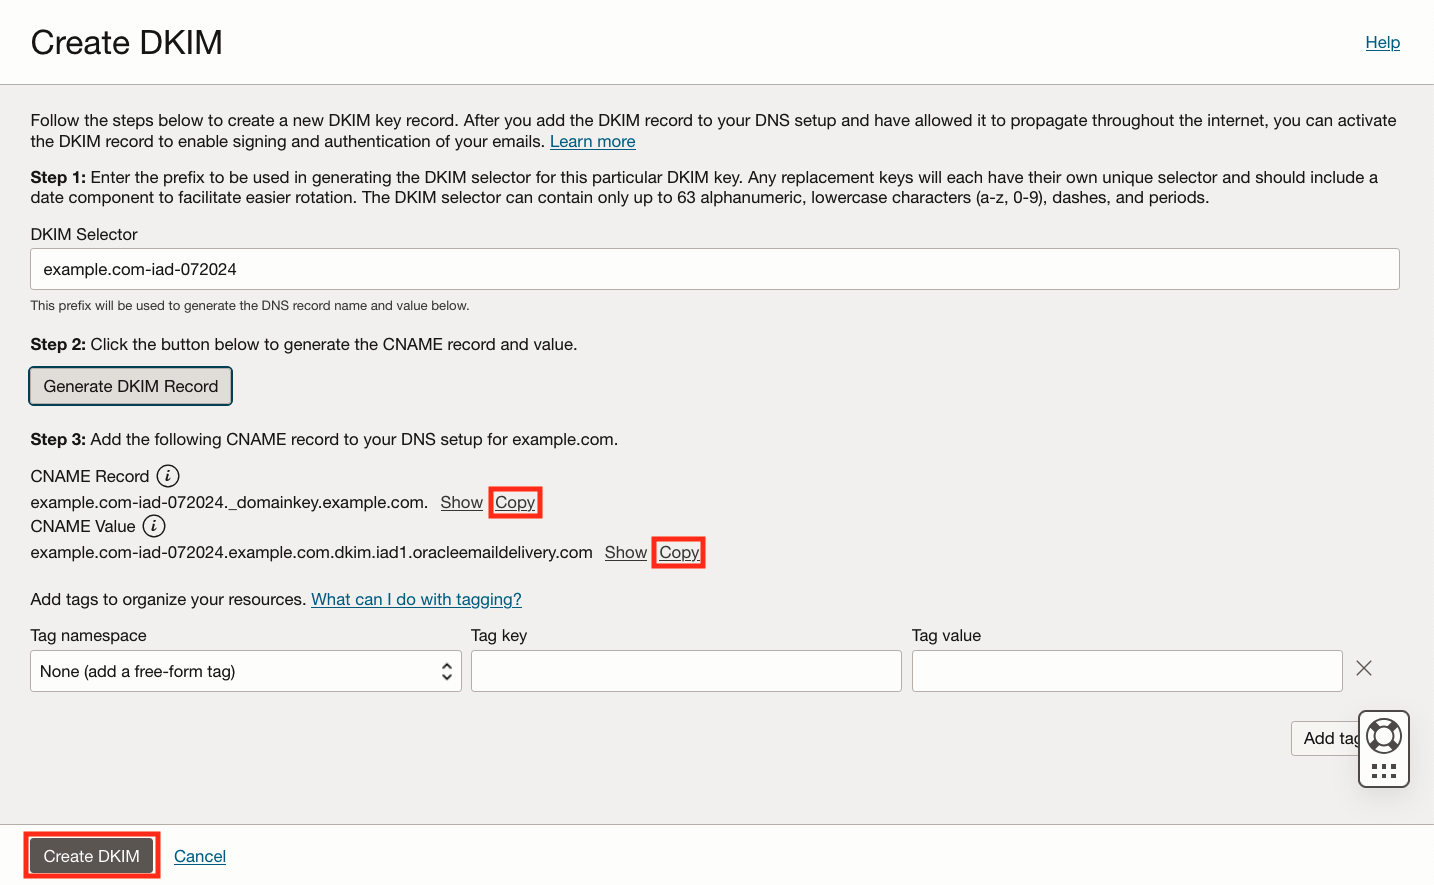 Create DKIM
Help
Follow the steps below to create a new DKIM key record. After you add the DKIM record to your DNS setup and have allowed it to propagate throughout the internet, you can activate
the DKIM record to enable signing and authentication of your emails. Learn more
Step 1: Enter the prefix to be used in generating the DKIM selector for this particular DKIM key. Any replacement keys will each have their own unique selector and should include a
date component to facilitate easier rotation. The DKIM selector can contain only up to 63 alphanumeric, lowercase characters (a-z, 0-9), dashes, and periods.
DKIM Selector
example.com-iad-072024
This prefix will be used to generate the DNS record name and value below.
Step 2: Click the button below to generate the CNAME record and value.
Generate DKIM Record
Step 3: Add the following CNAME record to your DNS setup for example.com.
CNAME Record i
example.com-iad-072024._domainkey.example.com. Show Copy
CNAME Value i
example.com-iad-072024.example.com.dkim.iad1.oracleemaildelivery.com Show Copy
Add tags to organize your resources. What can I do with tagging?
Tag namespace Tag key Tag value
None (add a free-form tag)
Add tag
Create DKIM Cancel